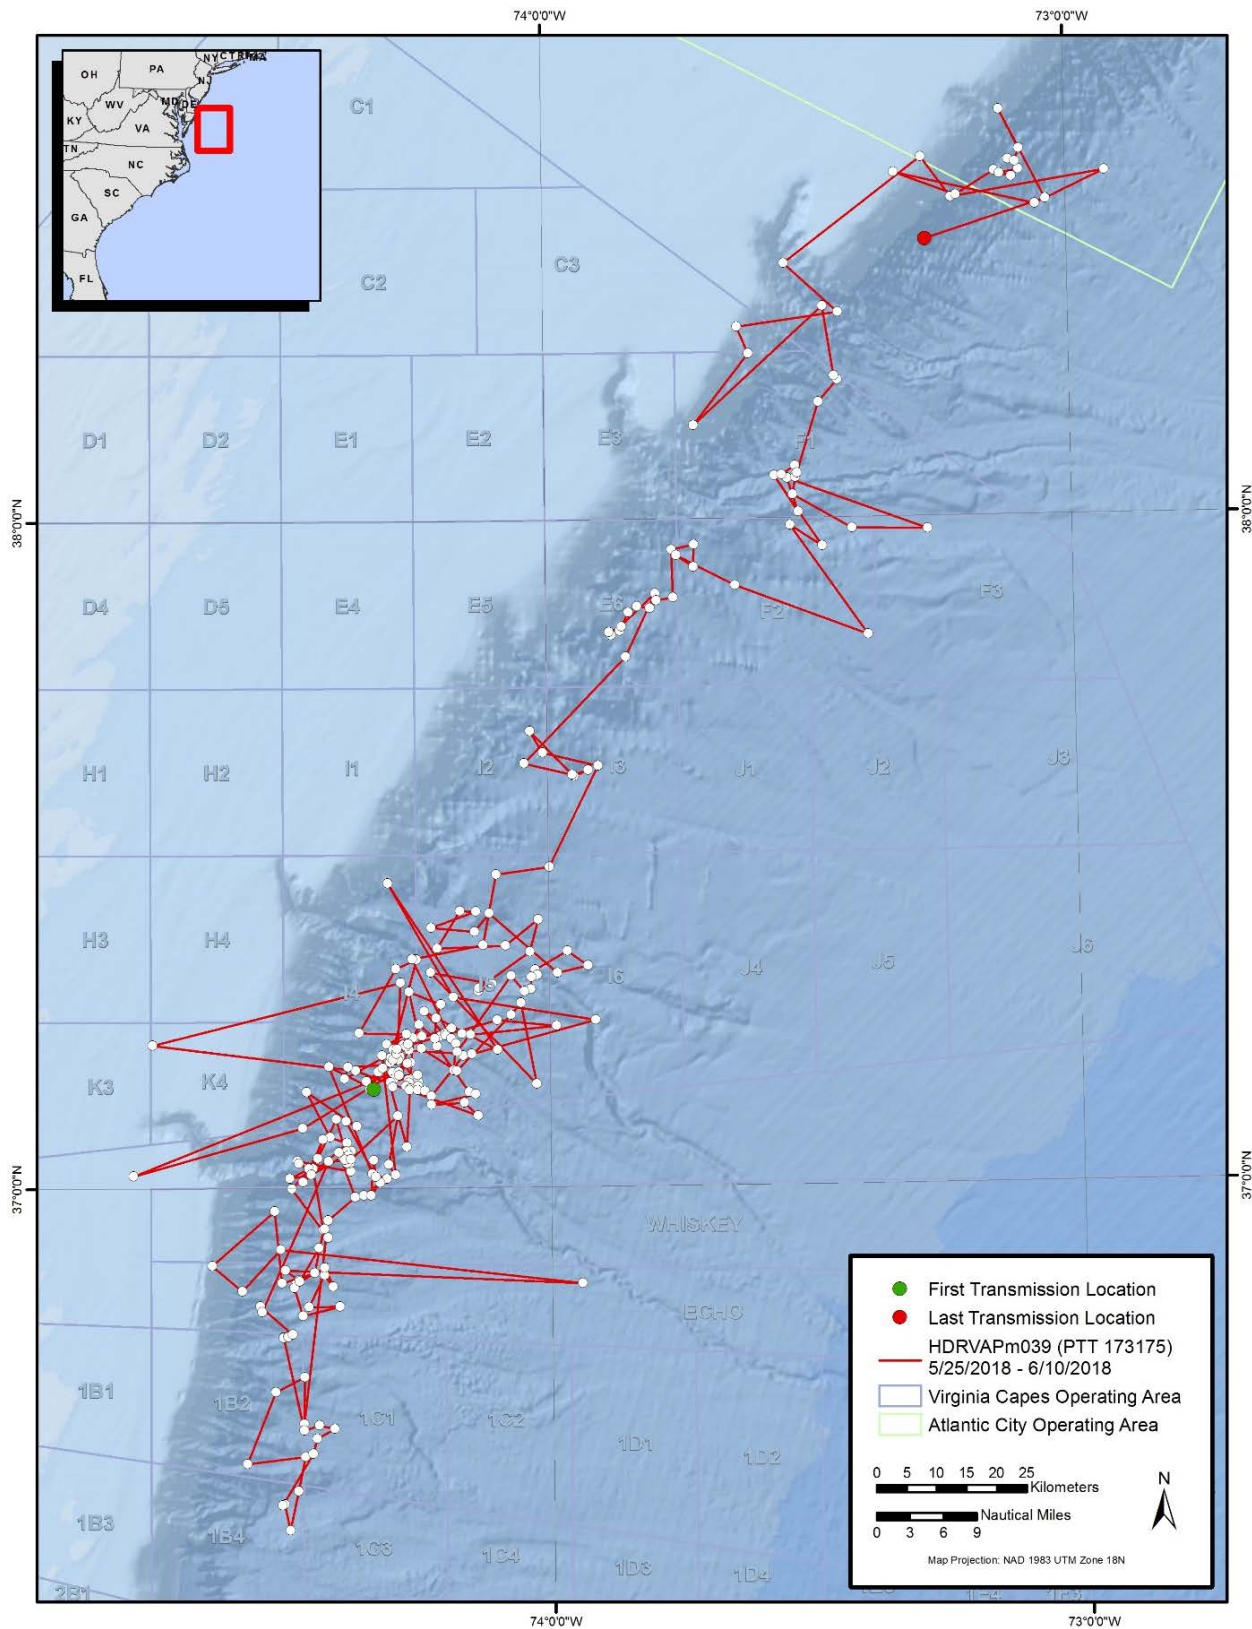 74°0'0"W
73°0'0"W
OH
PA
NY
CT
MA
NJ
MD
DE
WV
KY
VA
TN
NC
SC
GA
FL
C1
C2
C3
D1
D2
E1
E2
E3
F1
38°0'0"N
38°0'0"N
D4
D5
E4
E5
E6
F2
F3
H1
H2
I1
I2
I3
J1
J2
J3
H3
H4
I4
I5
I6
J4
J5
J6
K3
K4
37°0'0"N
37°0'0"N
WHISKEY
ECHO
1B1
1B2
1C1
1C2
1D1
1D2
1B3
1B4
1C3
1C4
1D3
1D4
2B1
First Transmission Location
Last Transmission Location
HDRVAPm039 (PTT 173175)
5/25/2018 - 6/10/2018
Virginia Capes Operating Area
Atlantic City Operating Area
0 5 10 15 20 25
Kilometers
Nautical Miles
0 3 6 9
N
Map Projection: NAD 1983 UTM Zone 18N
74°0'0"W
73°0'0"W